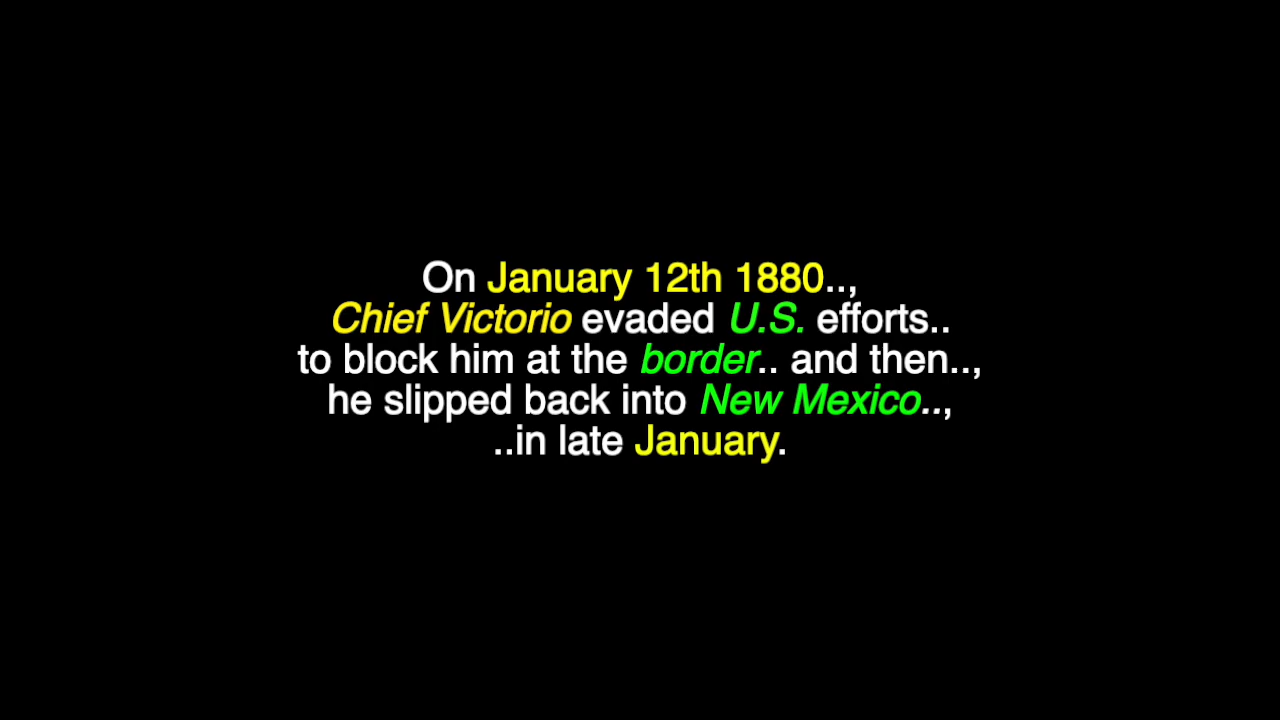 On January 12th 1880..,
Chief Victorio evaded U.S. efforts..
to block him at the border.. and then..,
he slipped back into New Mexico..,
..in late January.